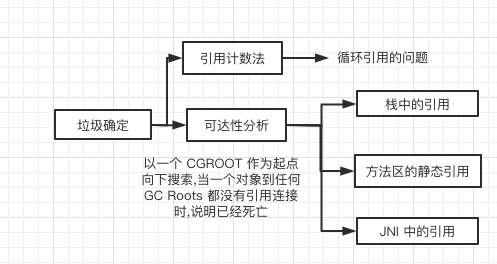 引用计数法
循环引用的问题
垃圾确定
可达性分析
栈中的引用
以一个 CGROOT 作为起点
向下搜索,当一个对象到任何
GC Roots 都没有引用连接
时,说明已经死亡
方法区的静态引用
JNI 中的引用